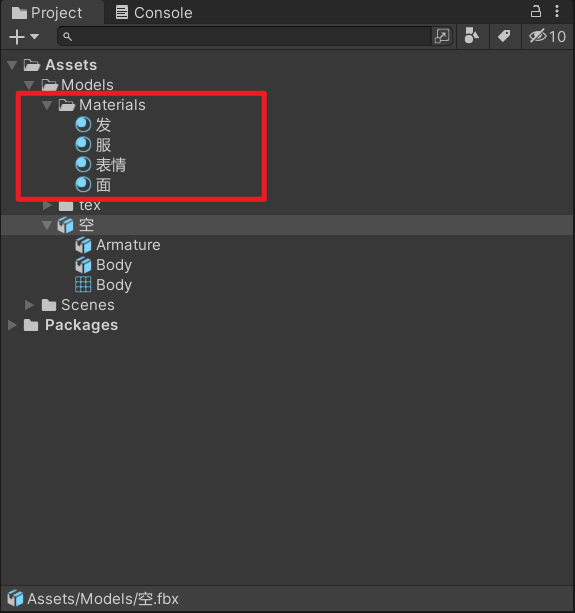 Project Console
10
Assets
Models
Materials
发
服
表情
面
tex
空
Armature
Body
Body
Scenes
Packages
Assets/Models/空.fbx